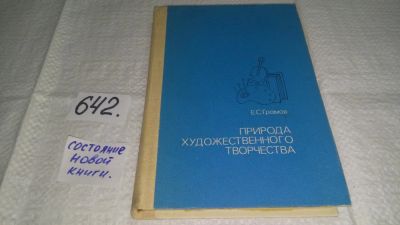 642.
состояние
новой
книги.
Е.С.Громов
ПРИРОДА
ХУДОЖЕСТВЕННОГО
ТВОРЧЕСТВА